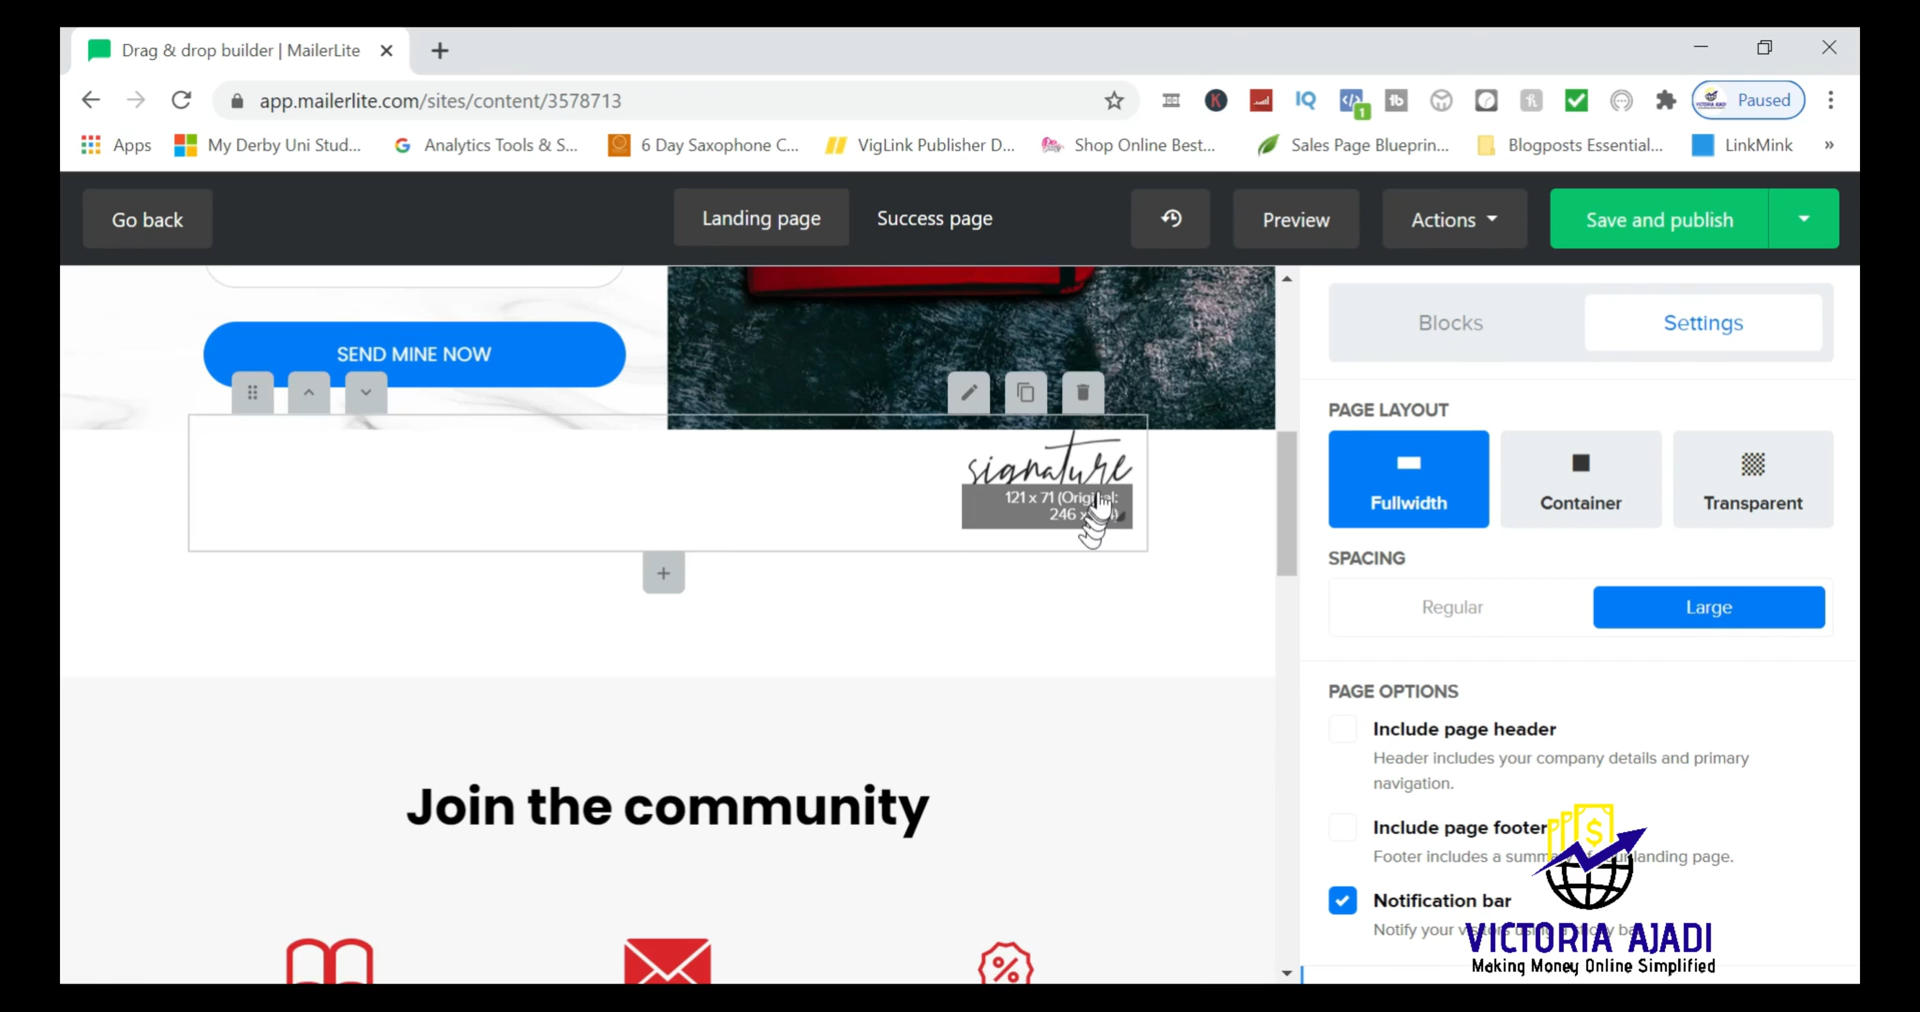 Drag & drop builder | MailerLite
app.mailerlite.com/sites/content/3578713
IQ
1
Paused
Apps
My Derby Uni Stud...
Analytics Tools & S...
6 Day Saxophone C...
VigLink Publisher D...
Shop Online Best...
Sales Page Blueprin...
Blogposts Essential...
LinkMink
»
Go back
Landing page
Success page
Preview
Actions
Save and publish
Blocks
Settings
SEND MINE NOW
PAGE LAYOUT
Fullwidth
Container
Transparent
signature
121 x 71 (Original:
246 x
SPACING
Regular
Large
PAGE OPTIONS
Include page header
Header includes your company details and primary
navigation.
Include page footer
Footer includes a landing page.
Join the community
Notification bar
Notify your
VICTORIA AJADI
Making Money Online Simplified